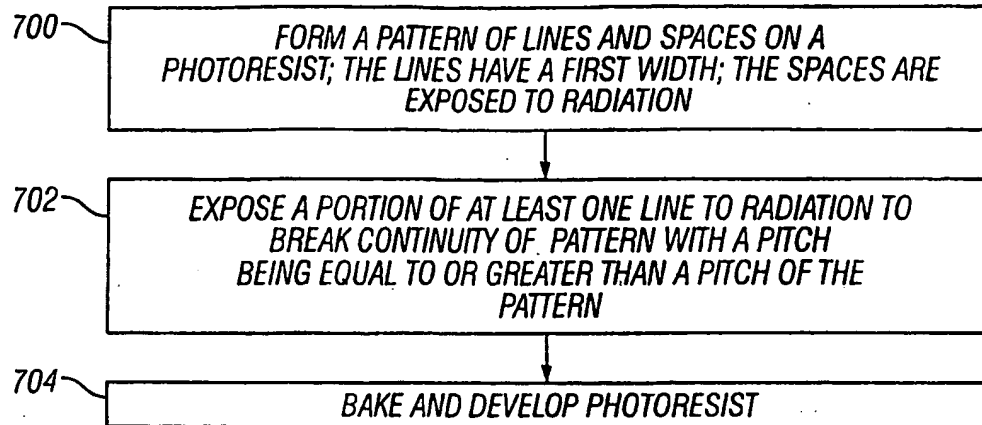 700
FORM A PATTERN OF LINES AND SPACES ON A
PHOTORESIST; THE LINES HAVE A FIRST WIDTH; THE SPACES ARE
EXPOSED TO RADIATION
702
EXPOSE A PORTION OF AT LEAST ONE LINE TO RADIATION TO
BREAK CONTINUITY OF PATTERN WITH A PITCH
BEING EQUAL TO OR GREATER THAN A PITCH OF THE
PATTERN
704
BAKE AND DEVELOP PHOTORESIST